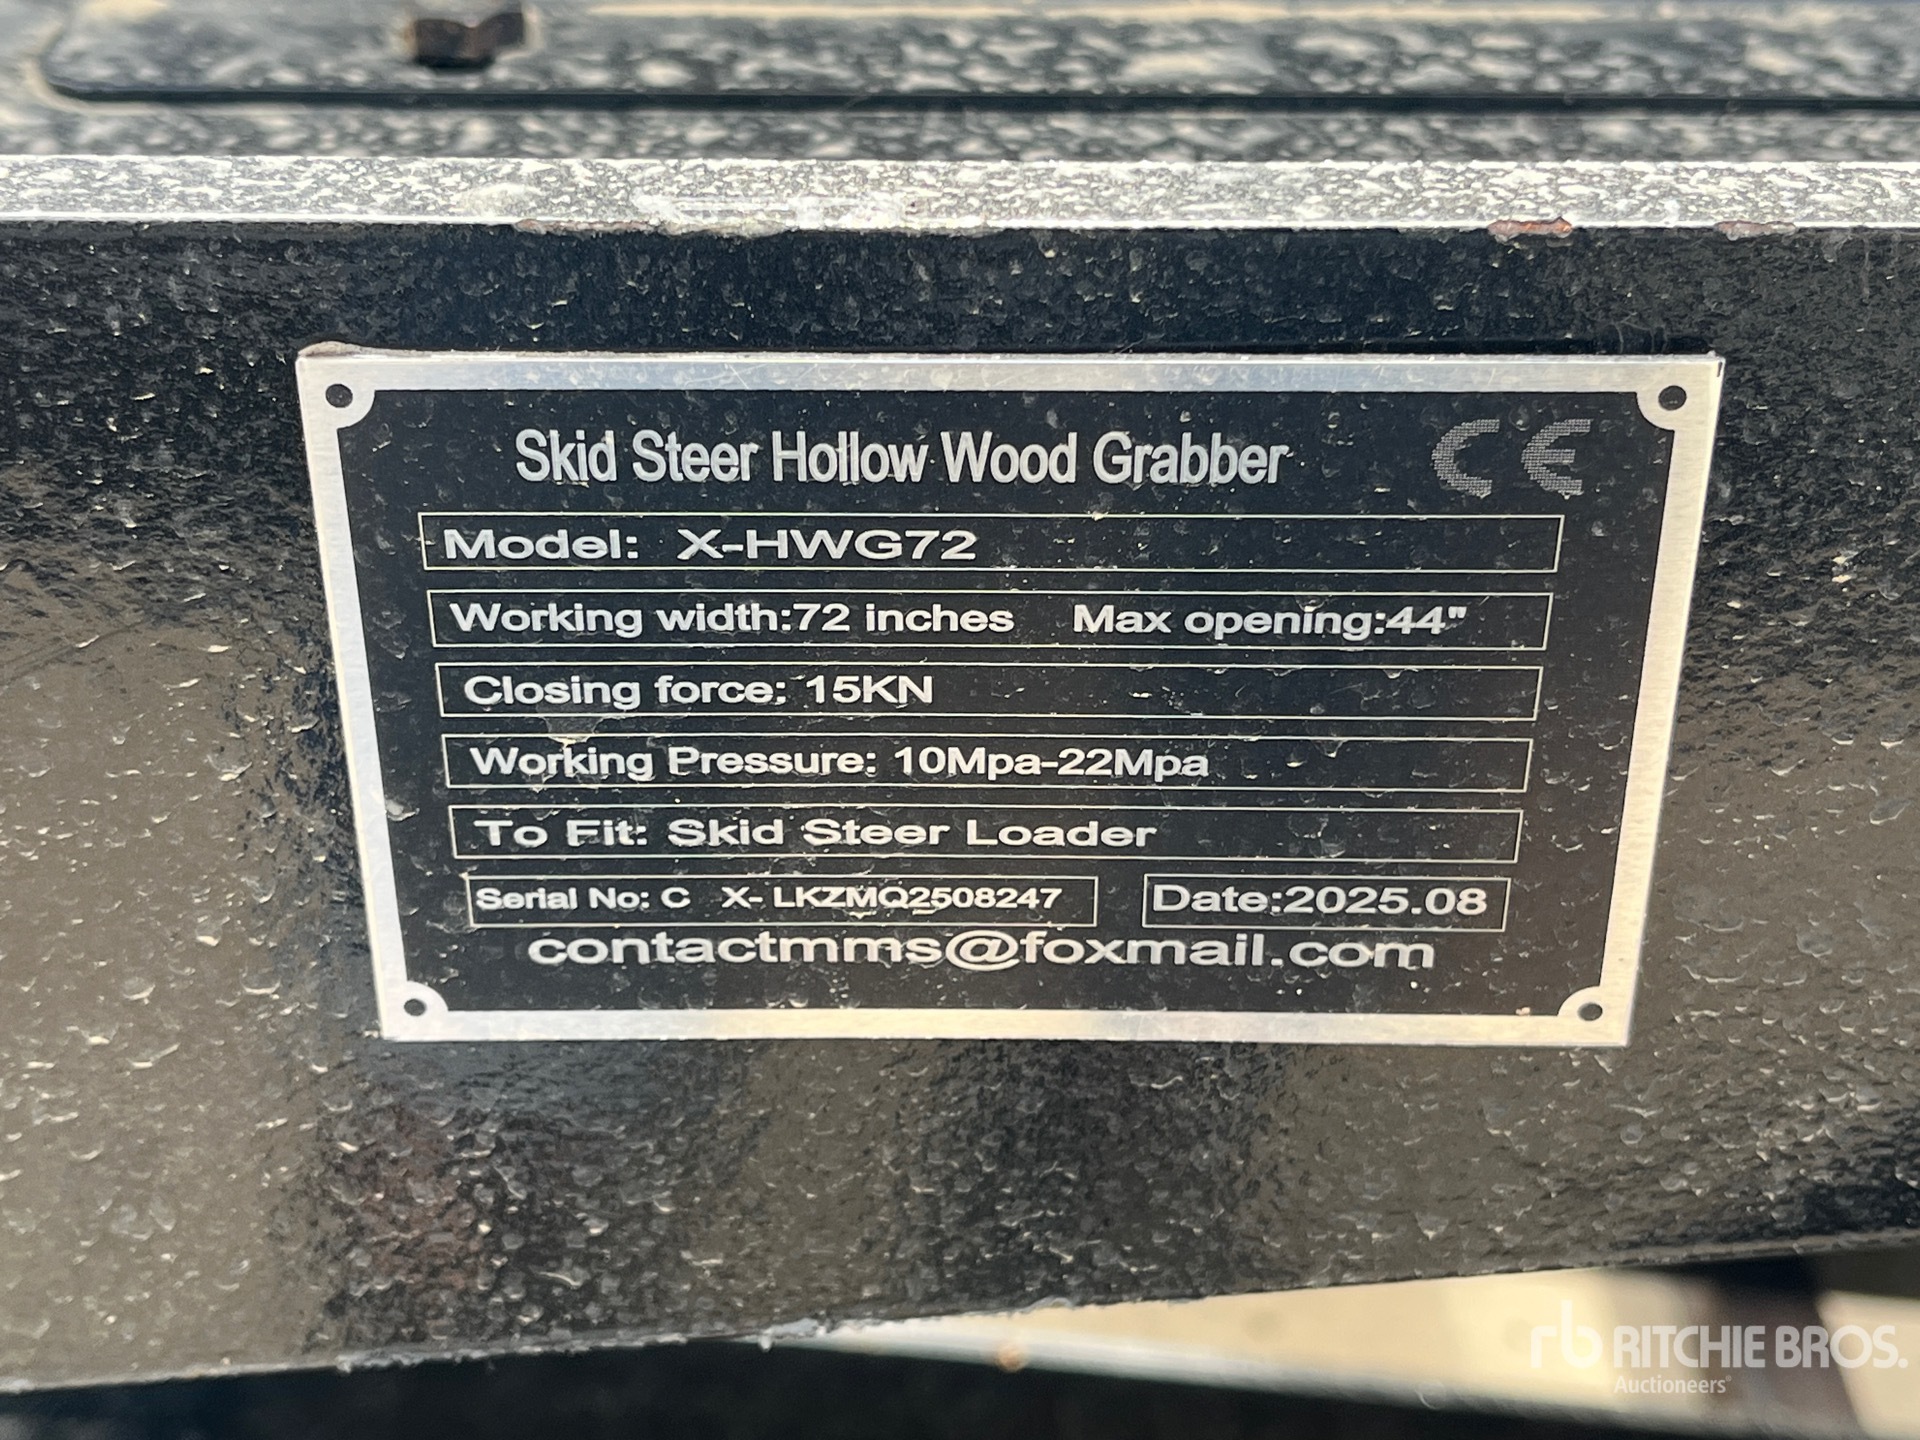 Skid Steer Hollow Wood Grabber CE
Model: X-HWG72
Working width:72 inches Max opening:44"
Closing force: 15KN
Working Pressure: 10Mpa-22Mpa
To Fit: Skid Steer Loader
Serial No: C X- LKZMQ2508247 Date:2025.08
contactmms@foxmail.com
rb RITCHIE BROS.
Auctioneers